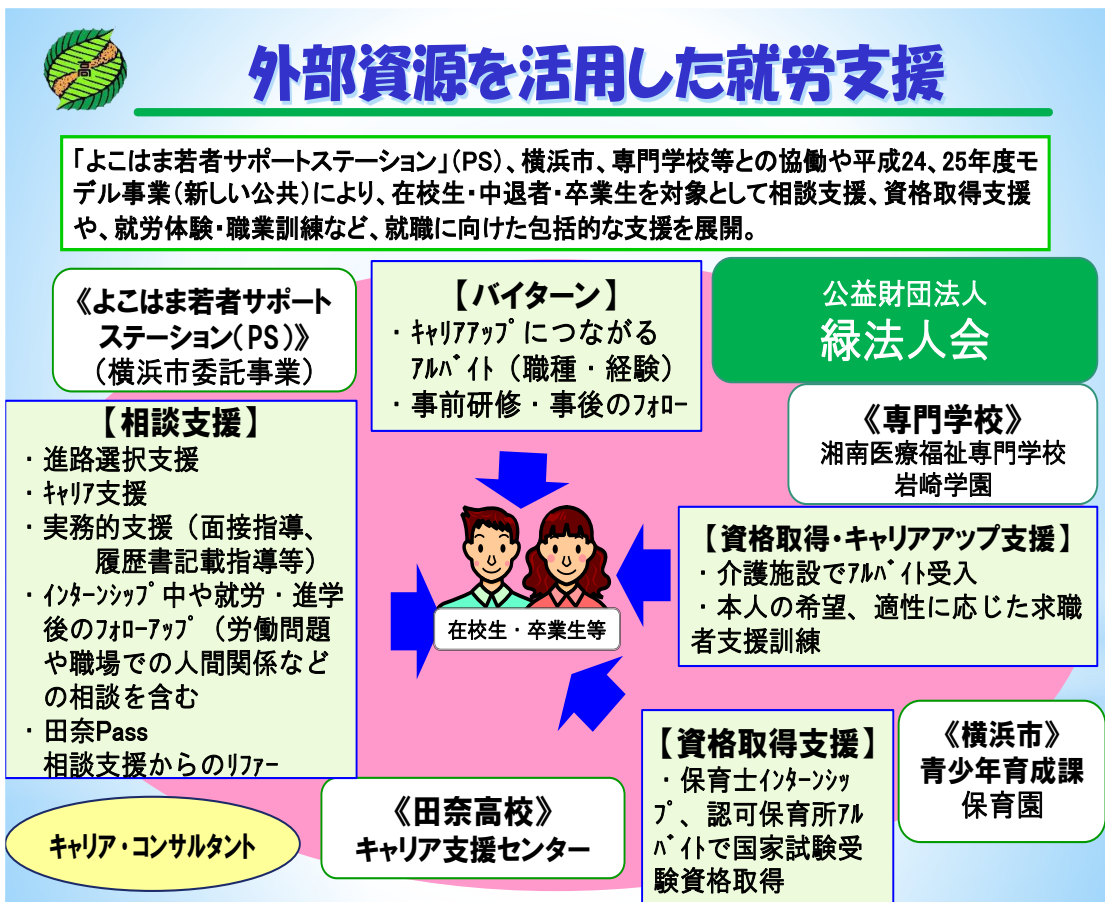 高
外部資源を活用した就労支援
「よこはま若者サポートステーション」(PS)、横浜市、専門学校等との協働や平成24、25年度モ
デル事業(新しい公共)により、在校生・中退者・卒業生を対象として相談支援、資格取得支援
や、就労体験・職業訓練など、就職に向けた包括的な支援を展開。
《よこはま若者サポート
ステーション(PS)》
(横浜市委託事業)
【バイターン】
・ｷｬﾘｱｱｯﾌﾟにつながる
ｱﾙﾊﾞｲﾄ(職種・経験)
・事前研修・事後のﾌｫﾛｰ
公益財団法人
緑法人会
《専門学校》
湘南医療福祉専門学校
岩崎学園
【相談支援】
・進路選択支援
・ｷｬﾘｱ支援
・実務的支援(面接指導、
履歴書記載指導等)
・ｲﾝﾀｰﾝｼｯﾌﾟ中や就労・進学
後のﾌｫﾛｰｱｯﾌﾟ(労働問題
や職場での人間関係など
の相談を含む
・田奈Pass
相談支援からのﾘﾌｧｰ
在校生・卒業生等
【資格取得・キャリアアップ支援】
・介護施設でｱﾙﾊﾞｲﾄ受入
・本人の希望、適性に応じた求職
者支援訓練
【資格取得支援】
・保育士ｲﾝﾀｰﾝｼｯ
ﾌﾟ、認可保育所ｱﾙ
ﾊﾞｲﾄで国家試験受
験資格取得
《横浜市》
青少年育成課
保育園
《田奈高校》
キャリア支援センター
キャリア・コンサルタント